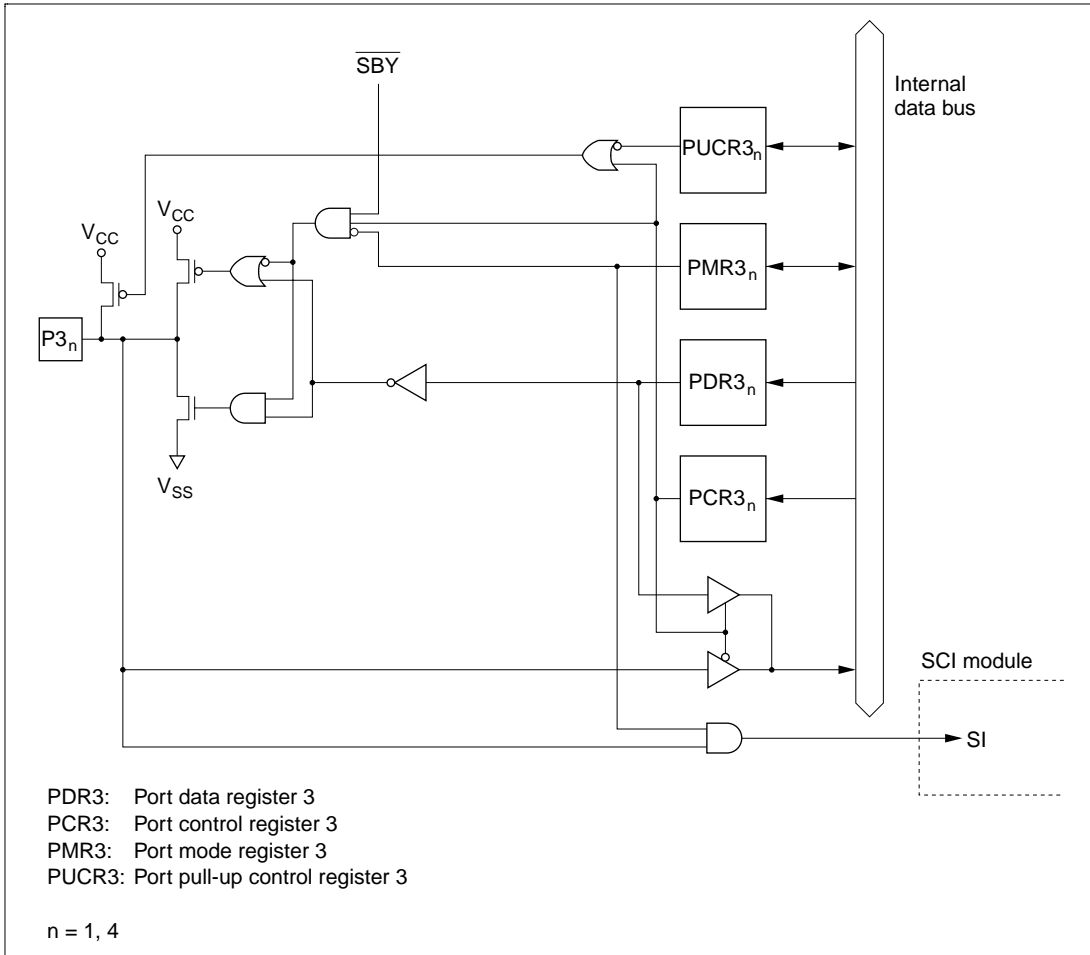 SBY
Internal
data bus
PUCR3n
VCC
VCC
PMR3n
P3n
PDR3n
VSS
PCR3n
SCI module
SI
PDR3: Port data register 3
PCR3: Port control register 3
PMR3: Port mode register 3
PUCR3: Port pull-up control register 3
n = 1, 4